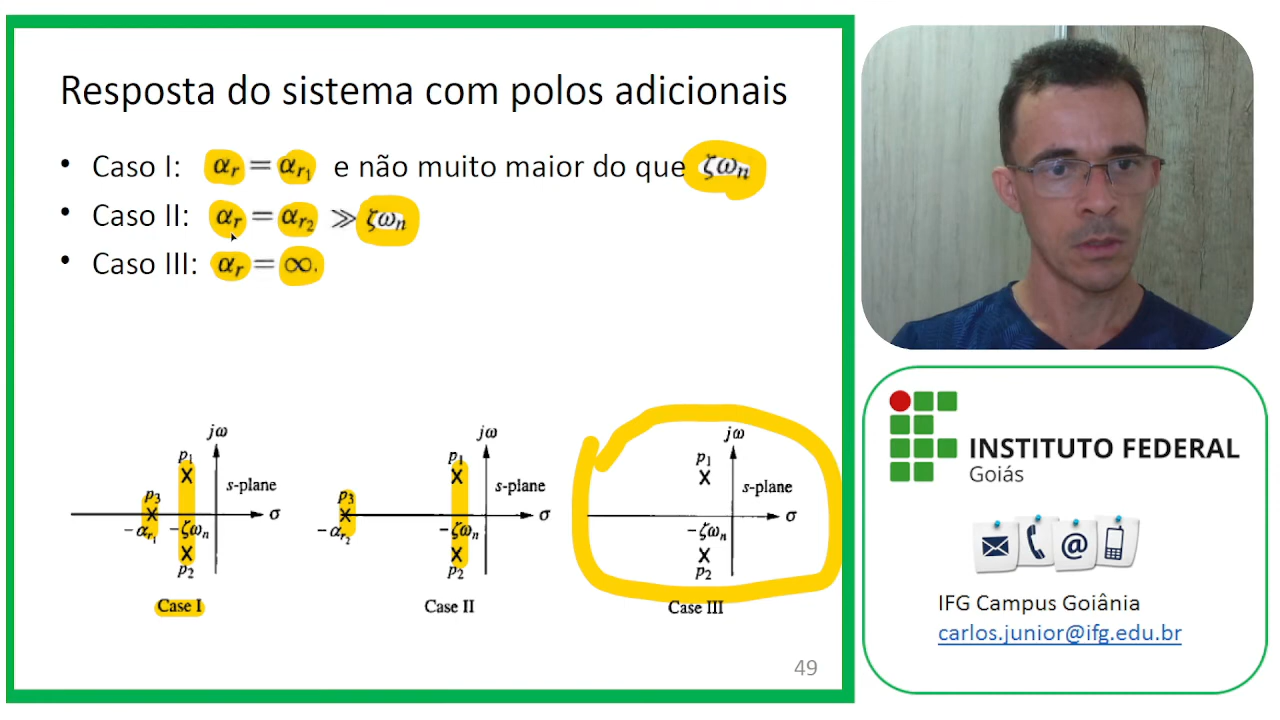 Resposta do sistema com polos adicionais
• Caso I: αr = αr1 e não muito maior do que ζωn
• Caso II: αr = αr2 ≫ ζωn
• Caso III: αr = ∞.
jω
p1
s-plane
p3
σ
−αr1
−ζωn
p2
Case I
jω
p1
s-plane
p3
σ
−αr2
−ζωn
p2
Case II
jω
p1
s-plane
σ
−ζωn
p2
Case III
49
INSTITUTO FEDERAL
Goiás
@
IFG Campus Goiânia
carlos.junior@ifg.edu.br